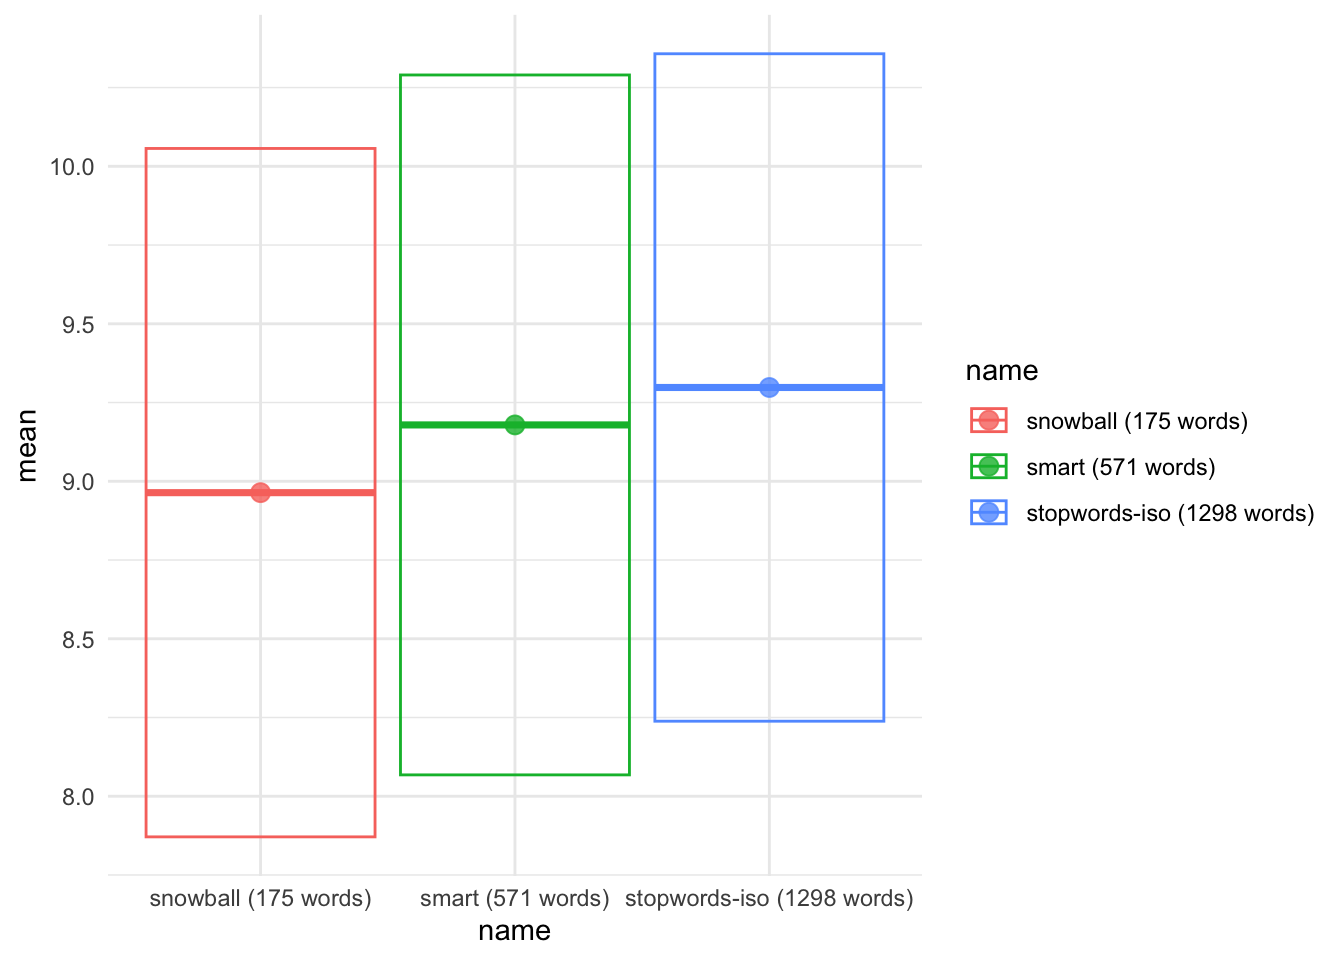 10.0
9.5
9.0
8.5
8.0
mean
snowball (175 words)
smart (571 words)
stopwords-iso (1298 words)
name
name
snowball (175 words)
smart (571 words)
stopwords-iso (1298 words)